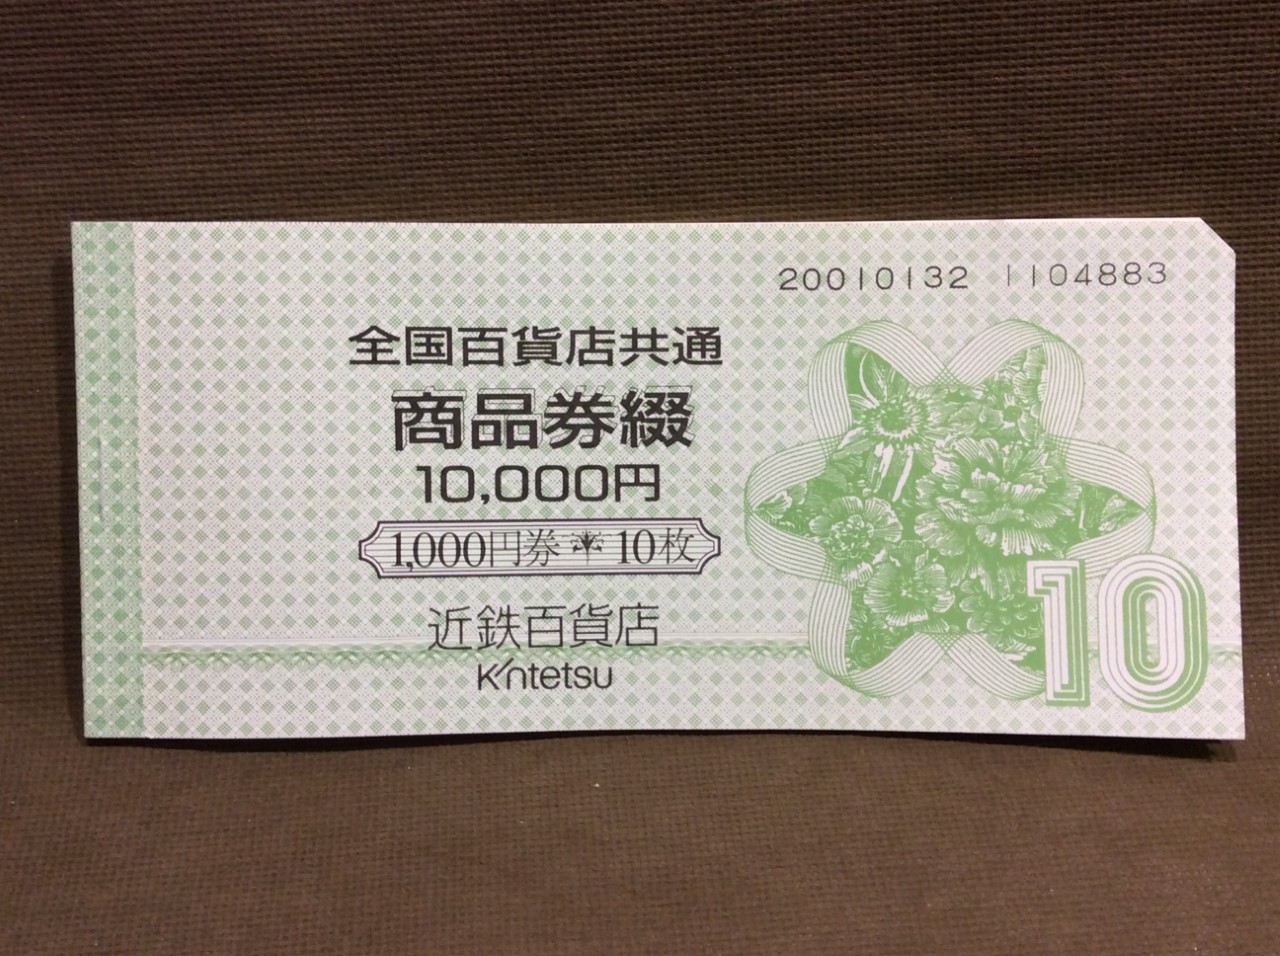 20010132 1104883
全国百貨店共通
商品券綴
10,000円
1,000円券 10枚
近鉄百貨店
Kintetsu
10